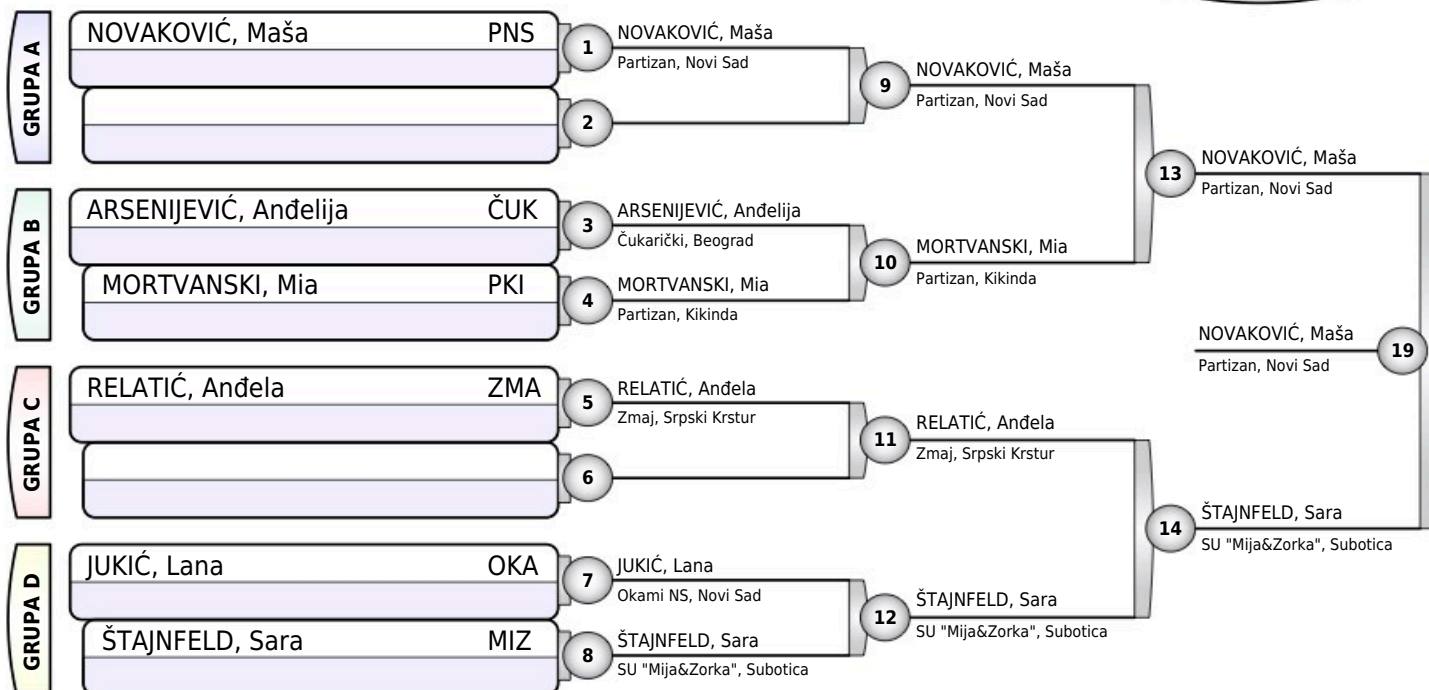 GRUPA A
NOVAKOVIĆ, Maša PNS
1
NOVAKOVIĆ, Maša
Partizan, Novi Sad
2
9
NOVAKOVIĆ, Maša
Partizan, Novi Sad
13
NOVAKOVIĆ, Maša
Partizan, Novi Sad
GRUPA B
ARSENIJEVIĆ, Anđelija ČUK
3
ARSENIJEVIĆ, Anđelija
Čukarički, Beograd
MORTVANSKI, Mia PKI
4
MORTVANSKI, Mia
Partizan, Kikinda
10
MORTVANSKI, Mia
Partizan, Kikinda
NOVAKOVIĆ, Maša
Partizan, Novi Sad
19
GRUPA C
RELATIĆ, Anđela ZMA
5
RELATIĆ, Anđela
Zmaj, Srpski Krstur
6
11
RELATIĆ, Anđela
Zmaj, Srpski Krstur
14
ŠTAJNFELD, Sara
SU "Mija&Zorka", Subotica
GRUPA D
JUKIĆ, Lana OKA
7
JUKIĆ, Lana
Okami NS, Novi Sad
ŠTAJNFELD, Sara MIZ
8
ŠTAJNFELD, Sara
SU "Mija&Zorka", Subotica
12
ŠTAJNFELD, Sara
SU "Mija&Zorka", Subotica